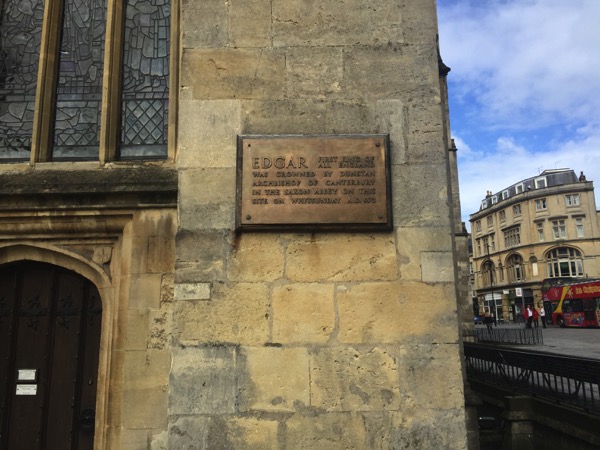 EDGAR FIRST KING OF
ALL ENGLAND
WAS CROWNED BY DUNSTAN
ARCHBISHOP OF CANTERBURY
IN THE SAXON ABBEY ON THIS
SITE ON WHITSUNDAY A.D. 973